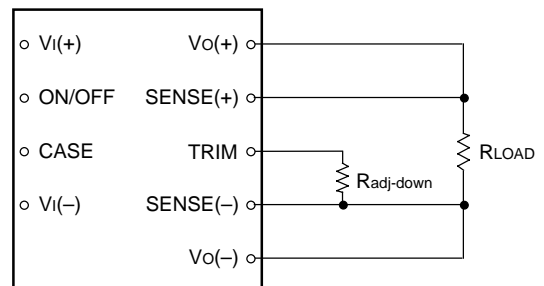 VI(+) VO(+)
ON/OFF SENSE(+)
CASE TRIM
RLOAD
Radj-down
VI(–) SENSE(–)
VO(–)